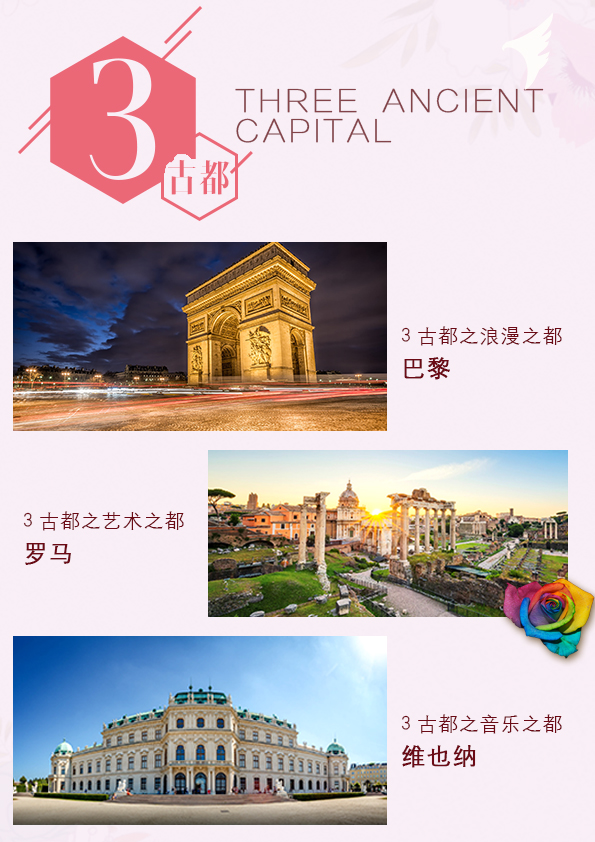 3
古都
THREE ANCIENT
CAPITAL
3古都之浪漫之都
巴黎
3古都之艺术之都
罗马
3古都之音乐之都
维也纳